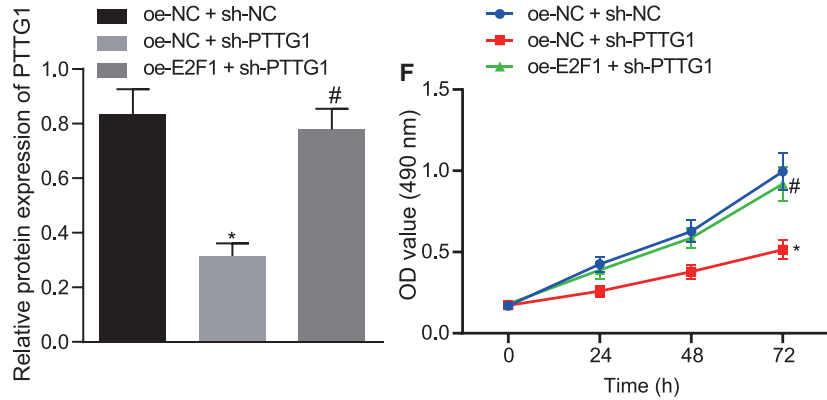 oe-NC + sh-NC
oe-NC + sh-PTTG1
oe-E2F1 + sh-PTTG1
Relative protein expression of PTTG1
1.0
0.8
0.6
0.4
0.2
0.0
*
#
F
oe-NC + sh-NC
oe-NC + sh-PTTG1
oe-E2F1 + sh-PTTG1
OD value (490 nm)
1.5
1.0
0.5
0.0
#
*
0 24 48 72
Time (h)